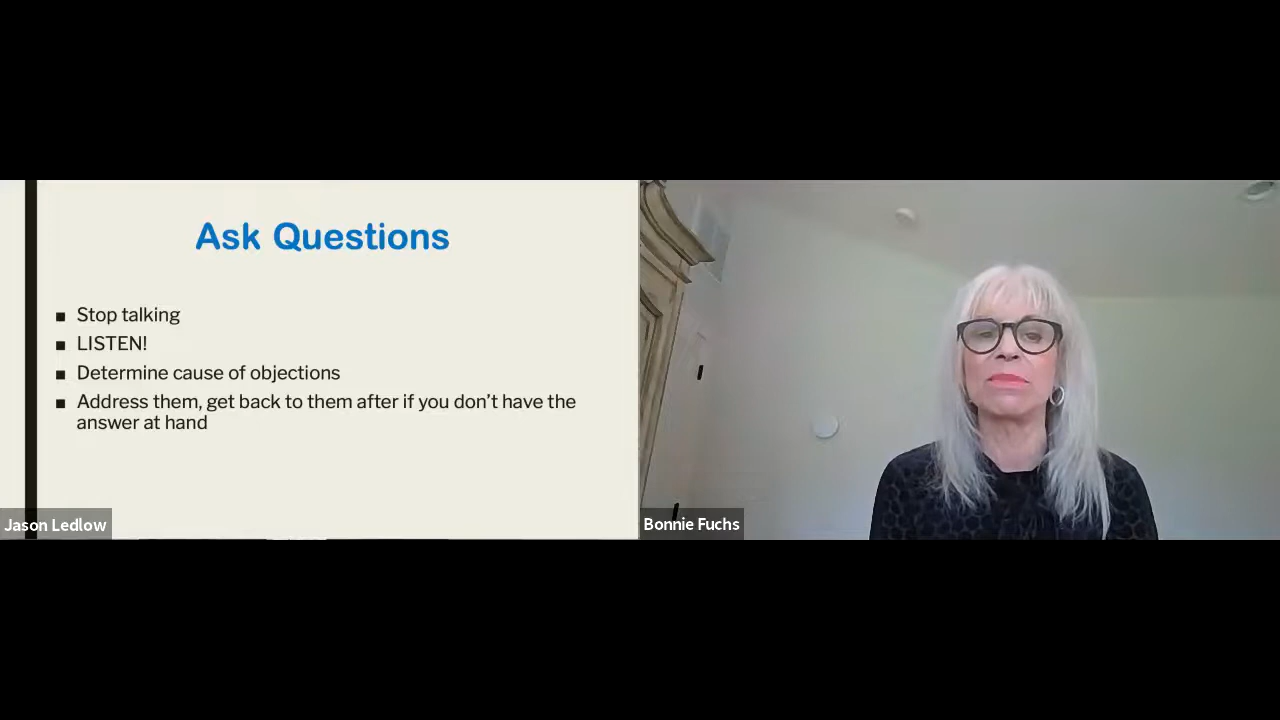 Ask Questions
Stop talking
LISTEN!
Determine cause of objections
Address them, get back to them after if you don’t have the
answer at hand
Jason Ledlow
Bonnie Fuchs